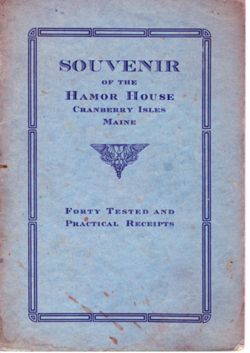 SOUVENIR
OF THE
HAMOR HOUSE
CRANBERRY ISLES
MAINE
FORTY TESTED AND
PRACTICAL RECEIPTS